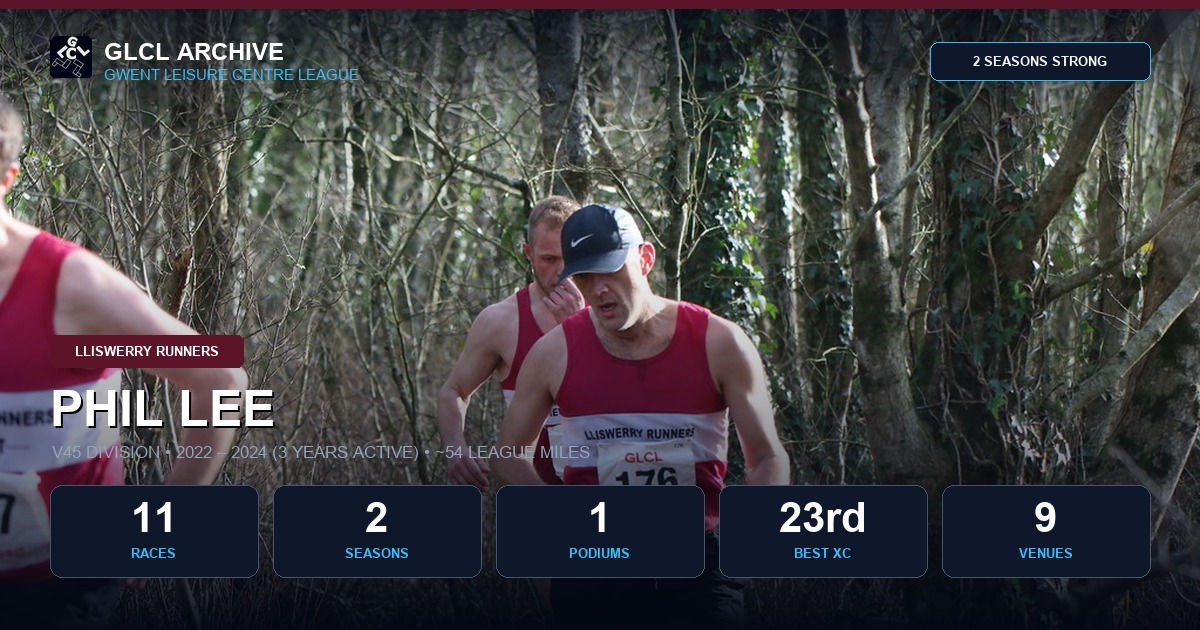 GLCL ARCHIVE
GWENT LEISURE CENTRE LEAGUE
2 SEASONS STRONG
LLISWERRY RUNNERS
PHIL LEE
V45 DIVISION • 2022 – 2024 (3 YEARS ACTIVE) • ~54 LEAGUE MILES
LLISWERRY RUNNERS
GLCL
176
11
RACES
2
SEASONS
1
PODIUMS
23rd
BEST XC
9
VENUES